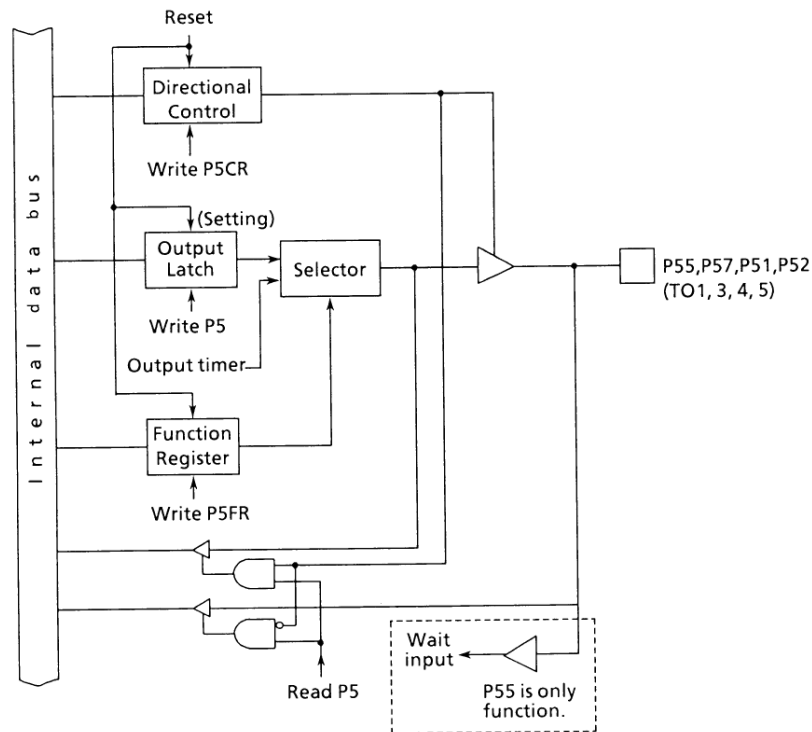 Reset
Directional
Control
Write P5CR
(Setting)
Output
Latch
Selector
P55,P57,P51,P52
(TO1, 3, 4, 5)
Write P5
Output timer
Internal data bus
Function
Register
Write P5FR
Wait
input
Read P5
P55 is only
function.